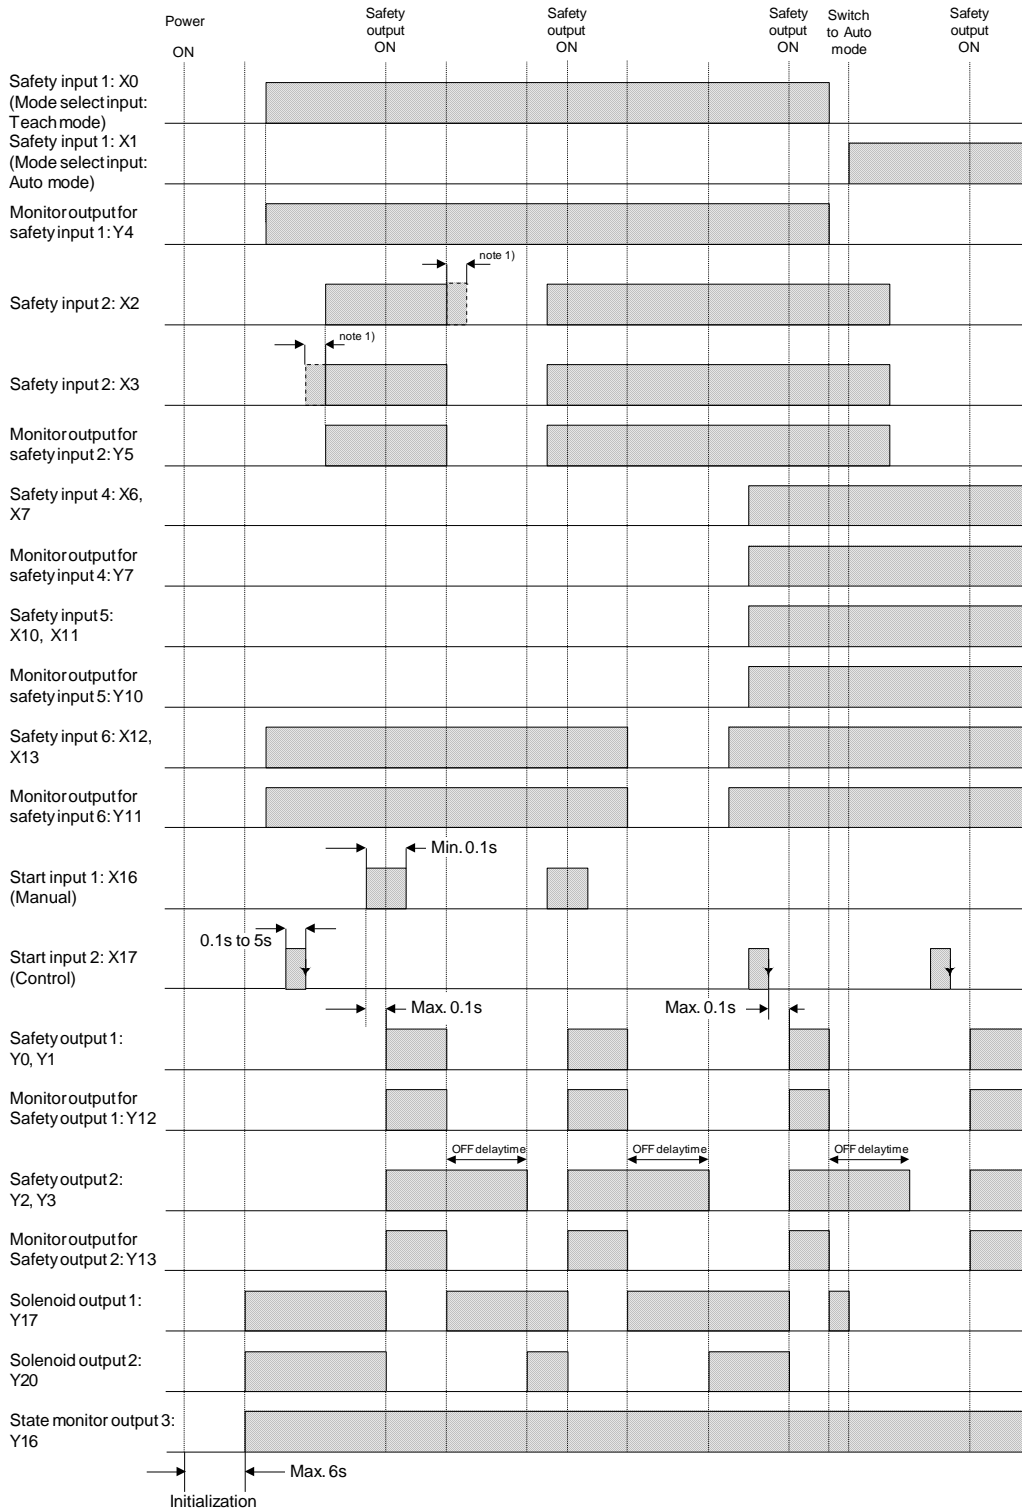 Power
ON
Safety
output
ON
Safety
output
ON
Safety
output
ON
Switch
to Auto
mode
Safety
output
ON
Safety input 1: X0
(Mode select input:
Teach mode)
Safety input 1: X1
(Mode select input:
Auto mode)
Monitor output for
safety input 1: Y4
note 1)
Safety input 2: X2
note 1)
Safety input 2: X3
Monitor output for
safety input 2: Y5
Safety input 4: X6,
X7
Monitor output for
safety input 4: Y7
Safety input 5:
X10, X11
Monitor output for
safety input 5: Y10
Safety input 6: X12,
X13
Monitor output for
safety input 6: Y11
Min. 0.1s
Start input 1: X16
(Manual)
0.1s to 5s
Start input 2: X17
(Control)
Max. 0.1s
Max. 0.1s
Safety output 1:
Y0, Y1
Monitor output for
Safety output 1: Y12
OFF delay time
OFF delay time
OFF delay time
Safety output 2:
Y2, Y3
Monitor output for
Safety output 2: Y13
Solenoid output 1:
Y17
Solenoid output 2:
Y20
State monitor output 3:
Y16
Max. 6s
Initialization